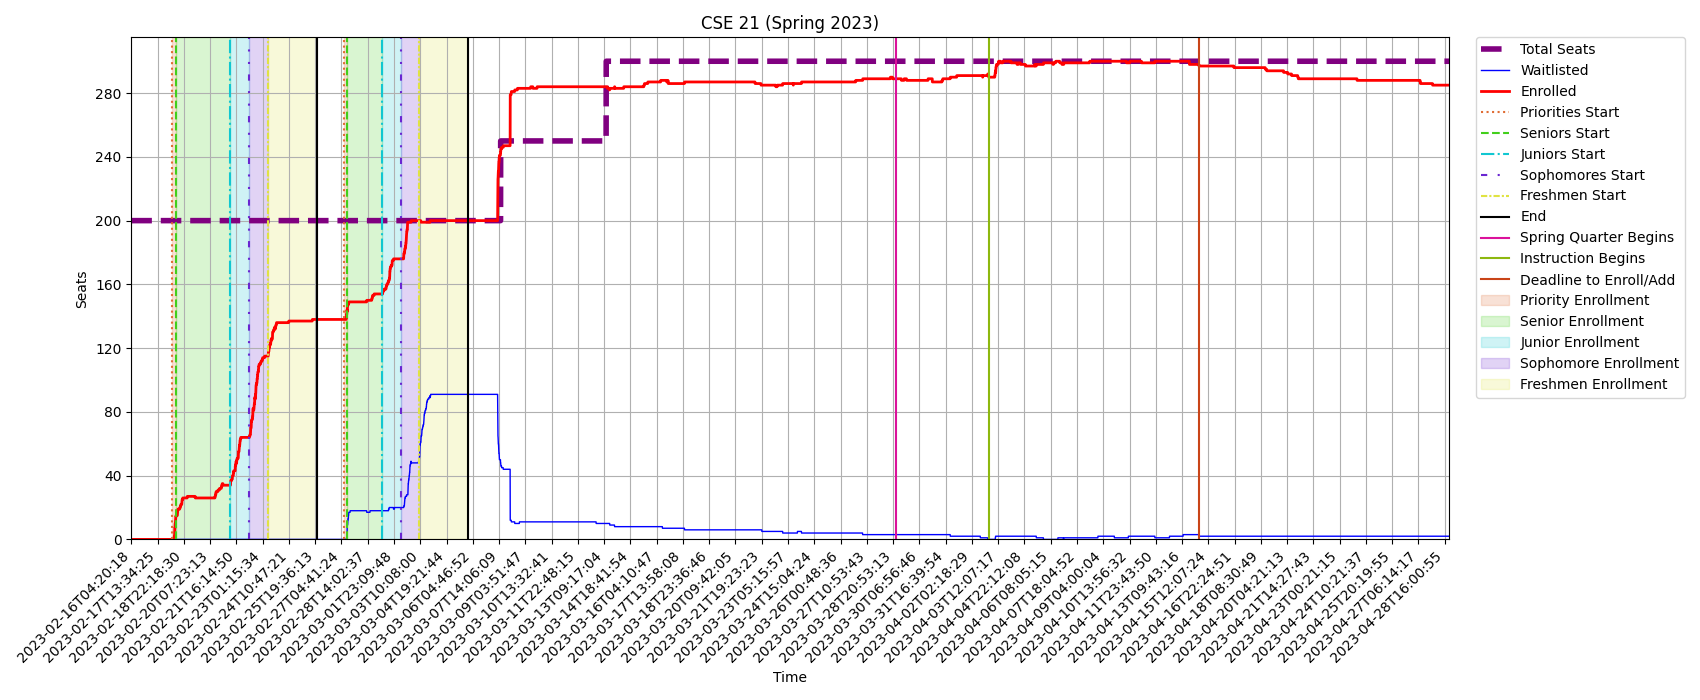 CSE 21 (Spring 2023)
Seats
280
240
200
160
120
80
40
0
2023-02-16T04:20:18
2023-02-17T13:34:25
2023-02-18T22:18:30
2023-02-20T07:23:13
2023-02-21T16:14:50
2023-02-23T01:15:34
2023-02-24T10:47:21
2023-02-25T19:36:13
2023-02-27T04:41:24
2023-02-28T14:02:37
2023-03-01T23:09:48
2023-03-03T10:08:00
2023-03-04T19:21:44
2023-03-06T04:46:52
2023-03-07T14:06:09
2023-03-09T03:51:47
2023-03-10T13:32:41
2023-03-11T22:48:15
2023-03-13T09:17:04
2023-03-14T18:41:54
2023-03-16T04:10:47
2023-03-17T13:58:08
2023-03-18T23:36:46
2023-03-20T09:42:05
2023-03-21T19:23:23
2023-03-23T05:15:57
2023-03-24T15:04:24
2023-03-26T00:48:36
2023-03-27T10:53:43
2023-03-28T20:53:13
2023-03-30T06:56:46
2023-03-31T16:39:54
2023-04-02T02:18:29
2023-04-03T12:07:17
2023-04-04T22:12:08
2023-04-06T08:05:15
2023-04-07T18:04:52
2023-04-09T04:00:04
2023-04-10T13:56:32
2023-04-11T23:43:50
2023-04-13T09:43:16
2023-04-15T12:07:24
2023-04-16T22:24:51
2023-04-18T08:30:49
2023-04-20T04:21:13
2023-04-21T14:27:43
2023-04-23T00:21:15
2023-04-24T10:21:37
2023-04-25T20:19:55
2023-04-27T06:14:17
2023-04-28T16:00:55
Time
Total Seats
Waitlisted
Enrolled
Priorities Start
Seniors Start
Juniors Start
Sophomores Start
Freshmen Start
End
Spring Quarter Begins
Instruction Begins
Deadline to Enroll/Add
Priority Enrollment
Senior Enrollment
Junior Enrollment
Sophomore Enrollment
Freshmen Enrollment